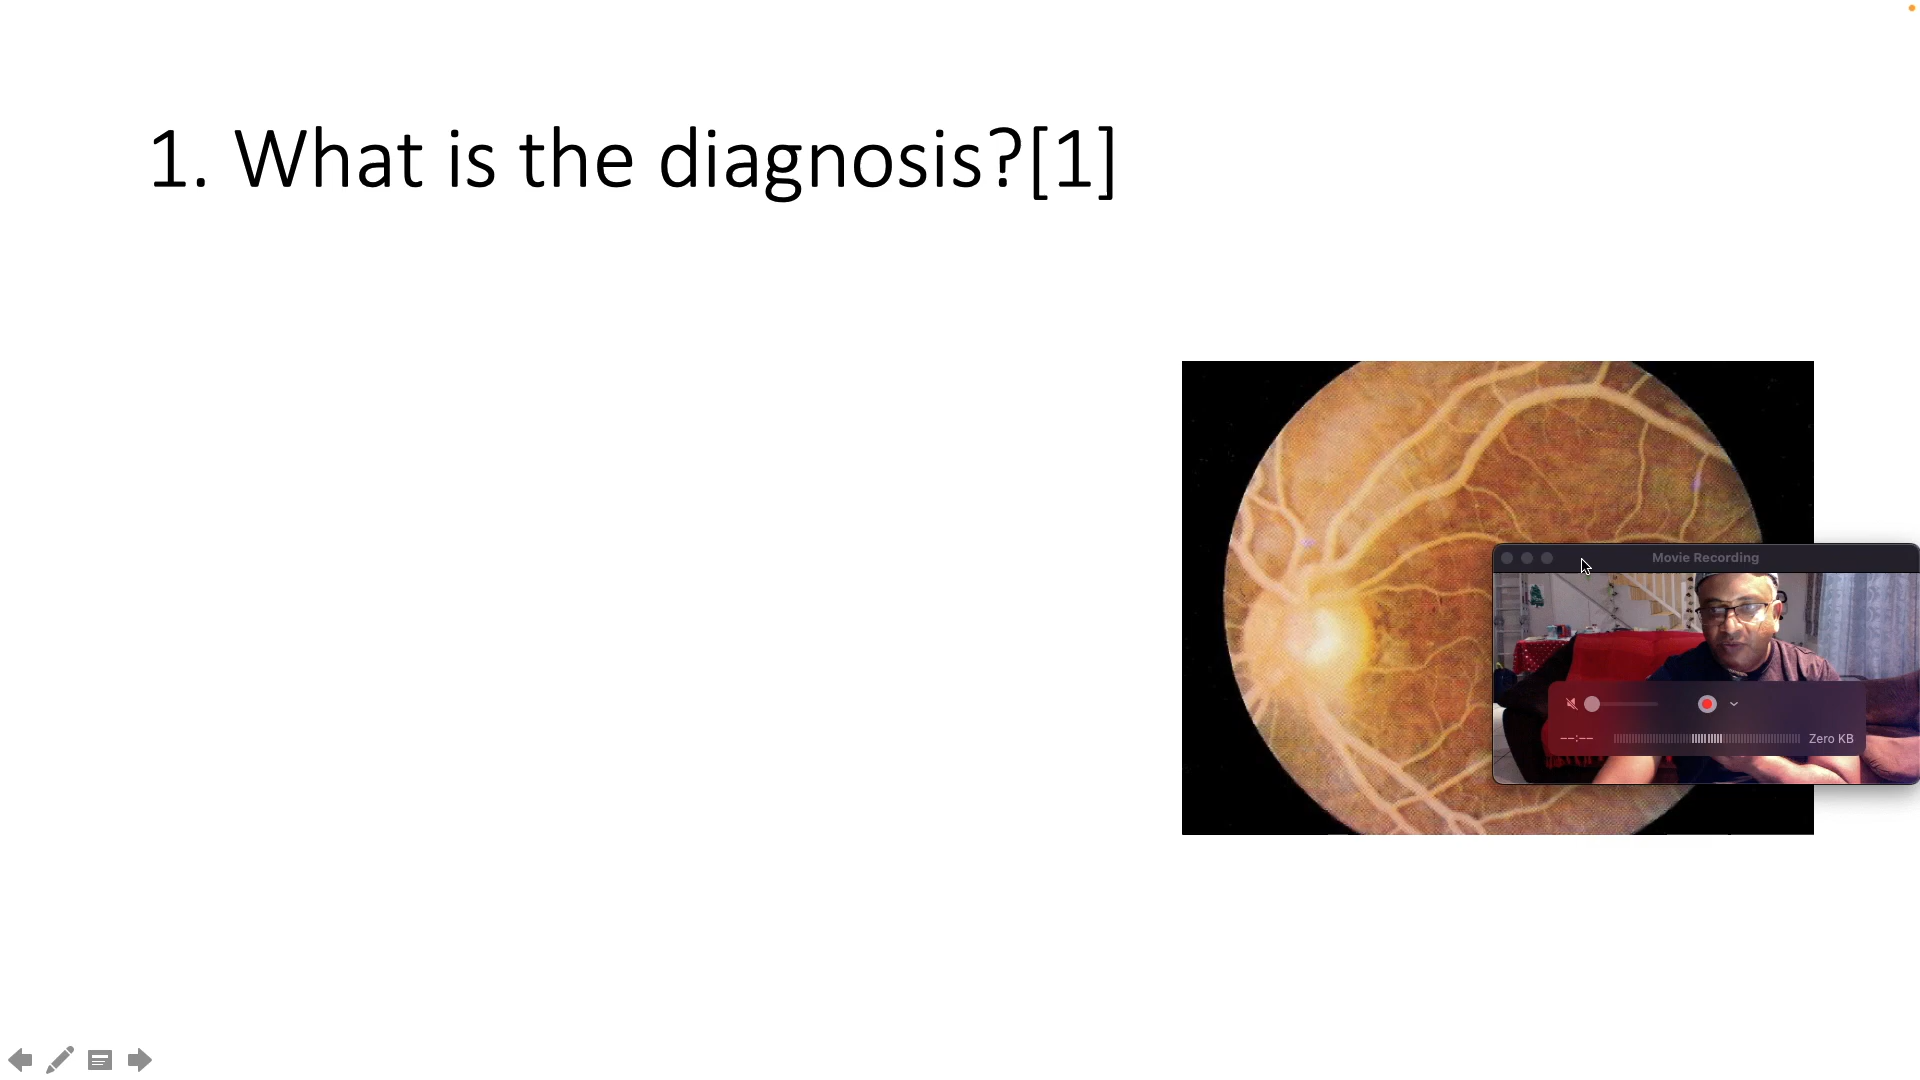 1. What is the diagnosis?[1]
Movie Recording
--:--
Zero KB